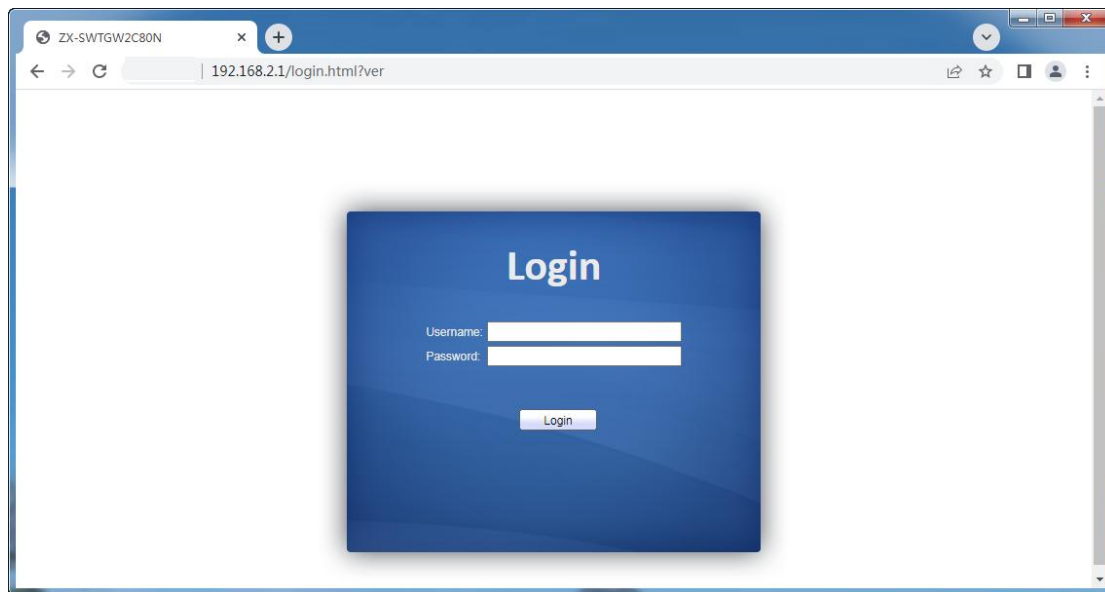 ZX-SWTGW2C80N
192.168.2.1/login.html?ver
Login
Username:
Password:
Login